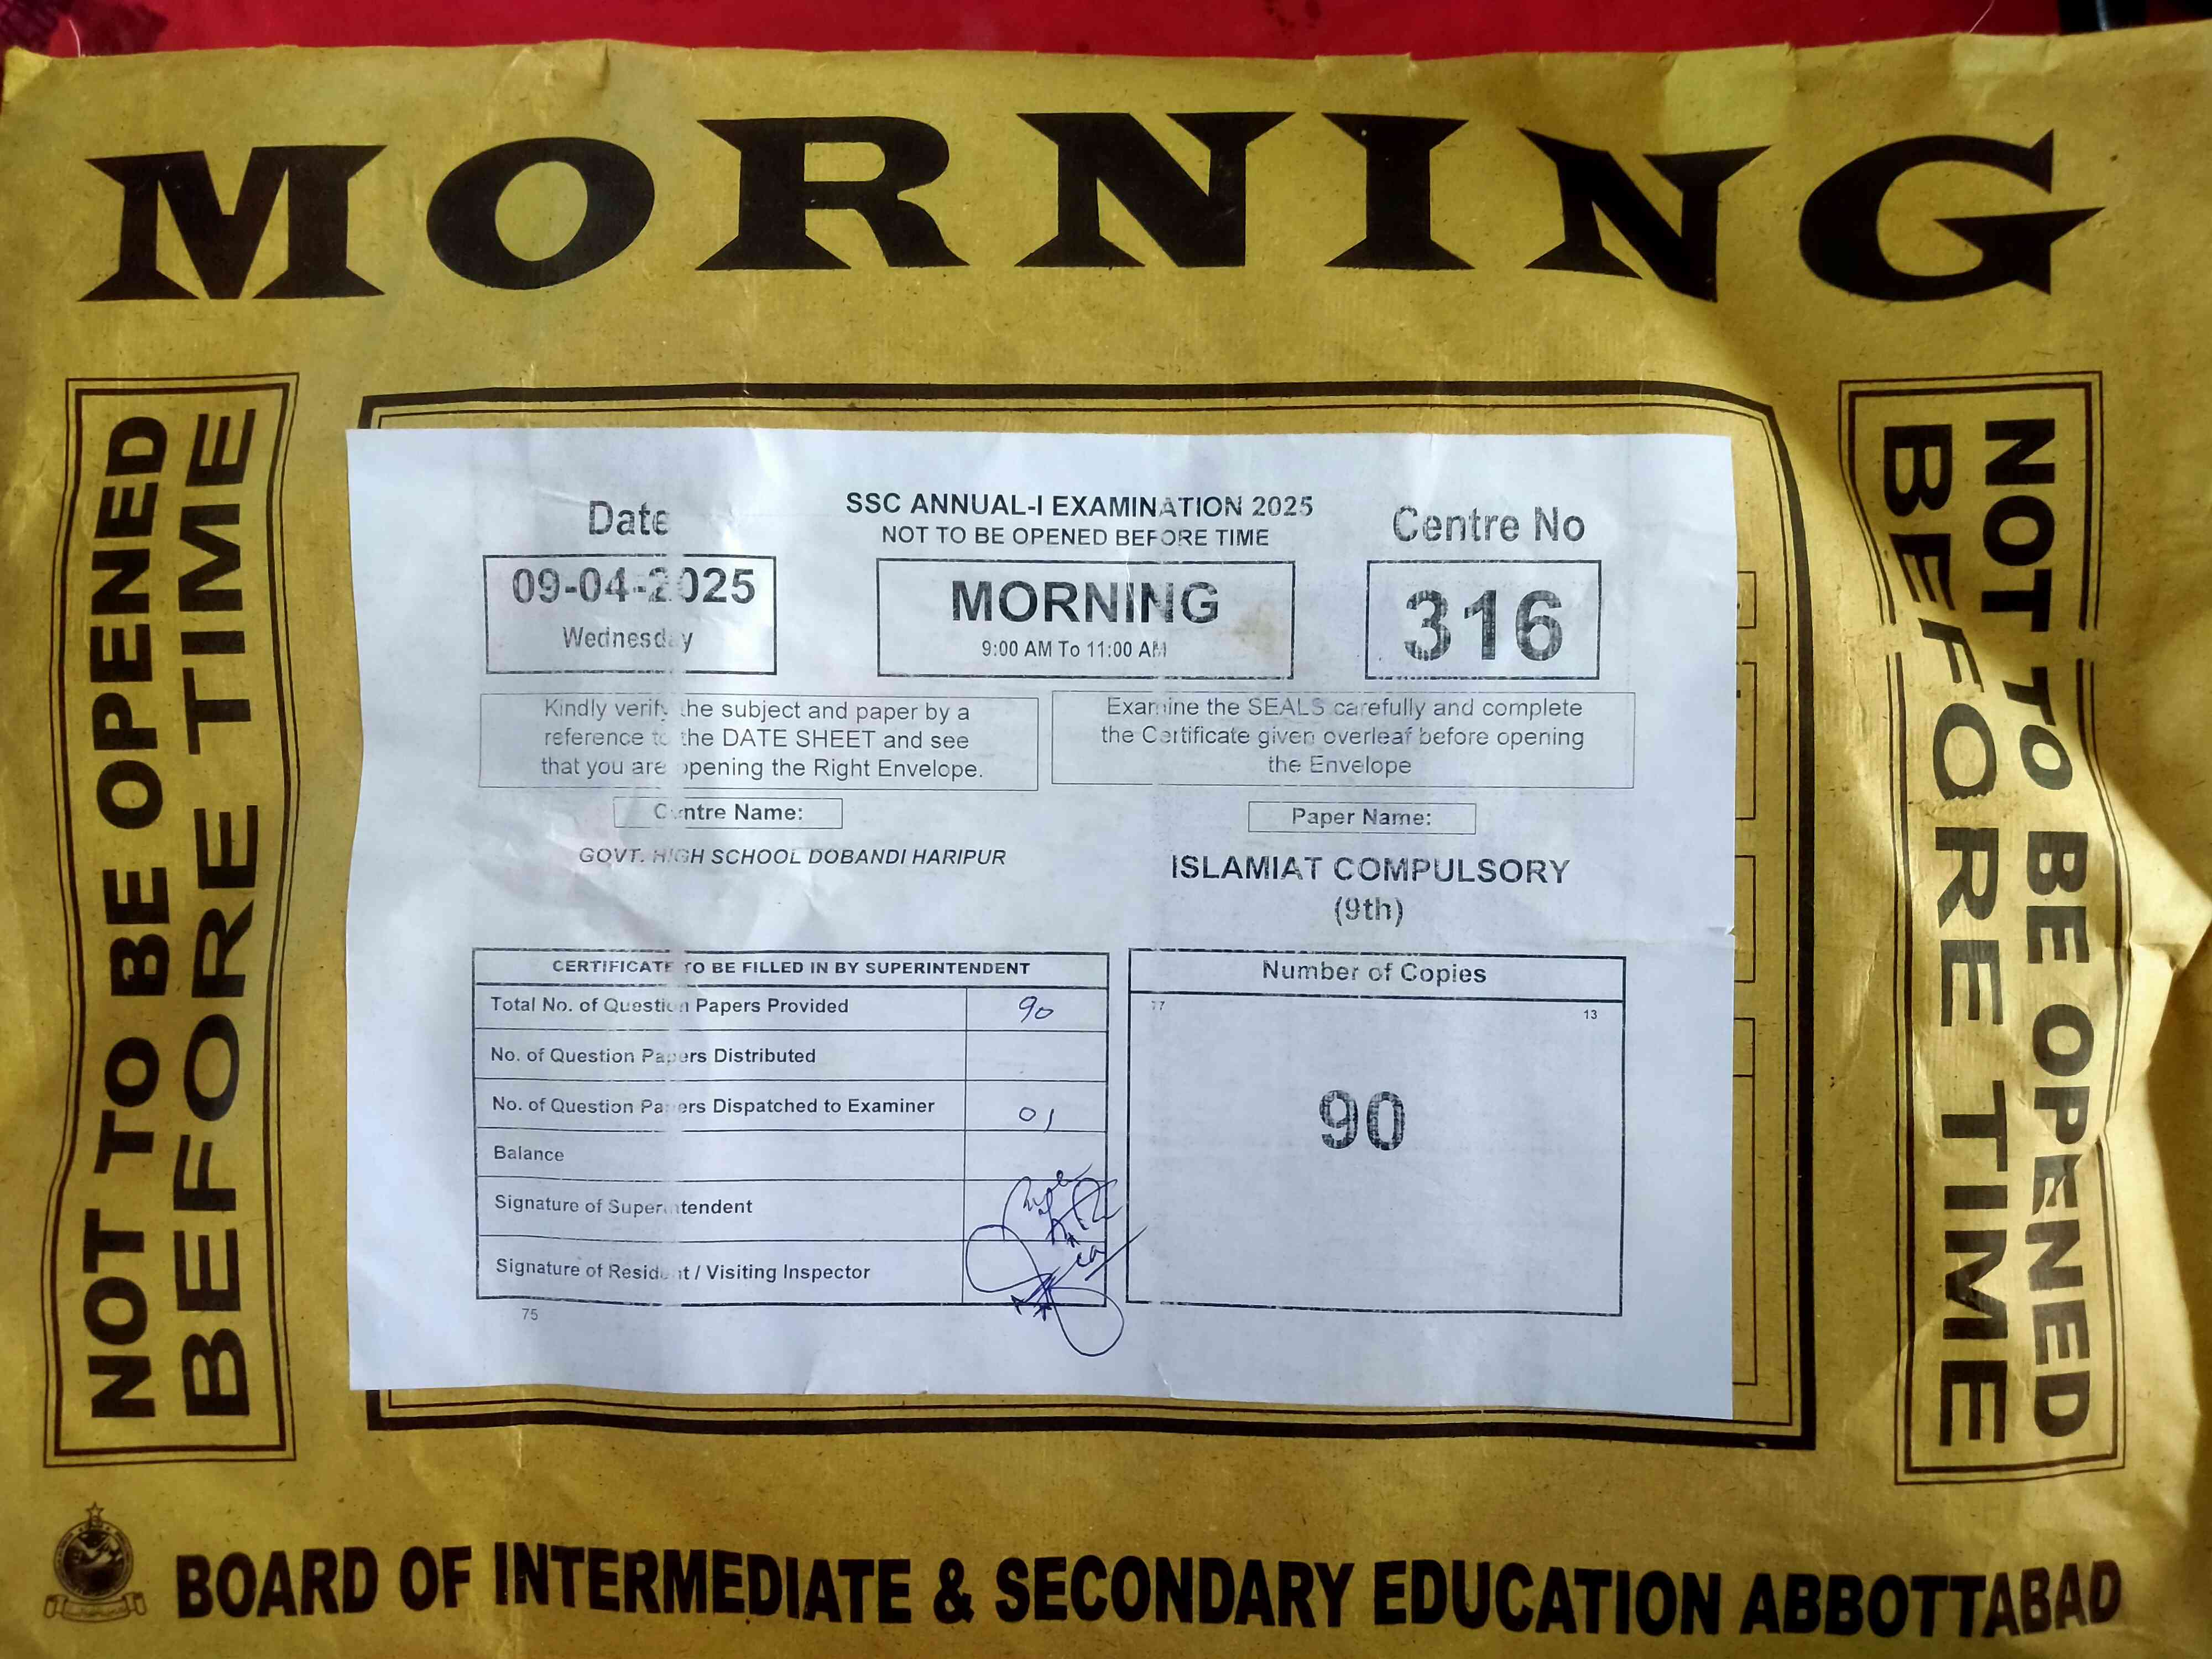 MORNING
NOT TO BE OPENED
BEFORE TIME
Date
09-04-2025
Wednesday
SSC ANNUAL-I EXAMINATION 2025
NOT TO BE OPENED BEFORE TIME
MORNING
9:00 AM To 11:00 AM
Centre No
316
Kindly verify the subject and paper by a
reference to the DATE SHEET and see
that you are opening the Right Envelope.
Examine the SEALS carefully and complete
the Certificate given overleaf before opening
the Envelope
Centre Name:
GOVT. HIGH SCHOOL DOBANDI HARIPUR
Paper Name:
ISLAMIAT COMPULSORY
(9th)
CERTIFICATE TO BE FILLED IN BY SUPERINTENDENT
Total No. of Question Papers Provided 90
No. of Question Papers Distributed
No. of Question Papers Dispatched to Examiner 01
Balance
Signature of Superintendent
Signature of Resident / Visiting Inspector
75
Number of Copies
77 13
90
NOT TO BE OPENED
BEFORE TIME
BOARD OF INTERMEDIATE & SECONDARY EDUCATION ABBOTTABAD